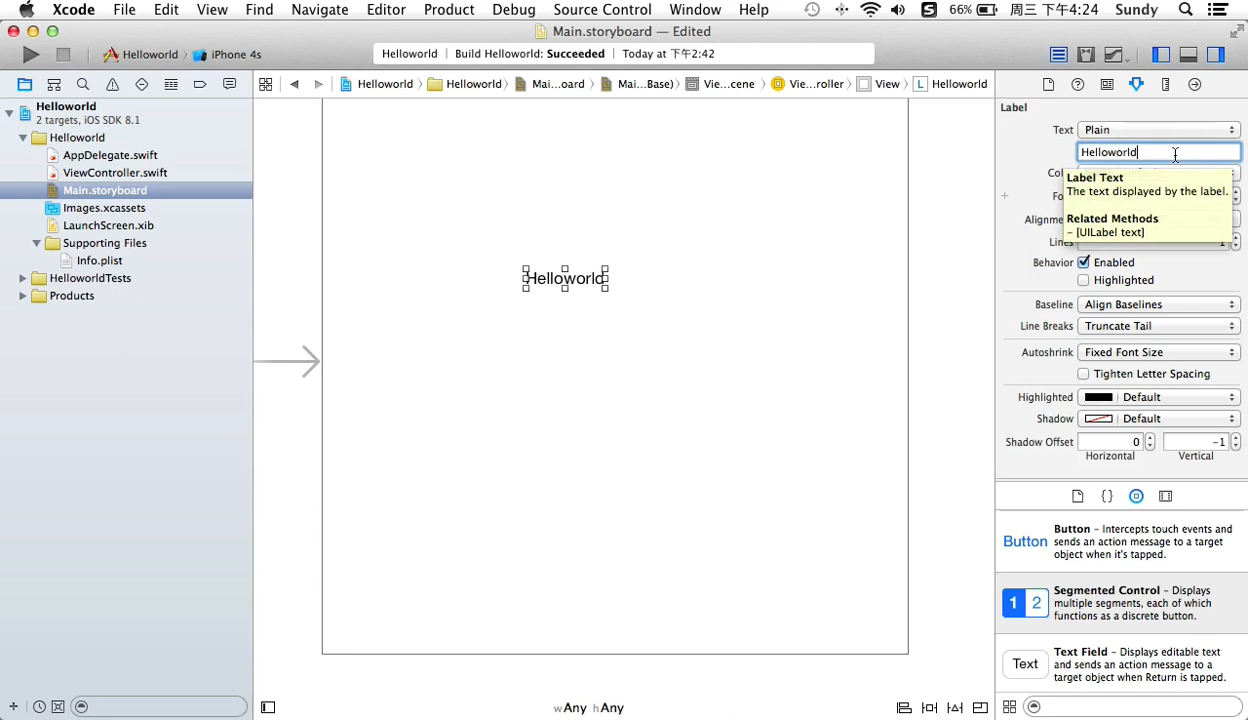 Xcode File Edit View Find Navigate Editor Product Debug Source Control Window Help 66% 周三 下午4:24 Sundy
Main.storyboard — Edited
Helloworld iPhone 4s
Helloworld Build Helloworld: Succeeded Today at 下午2:42
Helloworld Helloworld Mai...oard Mai...Base) Vie...cene Vie...roller View L Helloworld
Helloworld
2 targets, iOS SDK 8.1
Helloworld
AppDelegate.swift
ViewController.swift
Main.storyboard
Images.xcassets
LaunchScreen.xib
Supporting Files
Info.plist
HelloworldTests
Products
Helloworld
wAny hAny
Label
Text Plain
Helloworld
Label Text
The text displayed by the label.
Related Methods
– [UILabel text]
Lines 1
Behavior Enabled
Highlighted
Baseline Align Baselines
Line Breaks Truncate Tail
Autoshrink Fixed Font Size
Tighten Letter Spacing
Highlighted Default
Shadow Default
Shadow Offset 0 −1
Horizontal Vertical
Button
Button – Intercepts touch events and
sends an action message to a target
object when it's tapped.
1 2
Segmented Control – Displays
multiple segments, each of which
functions as a discrete button.
Text
Text Field – Displays editable text
and sends an action message to a
target object when Return is tapped.